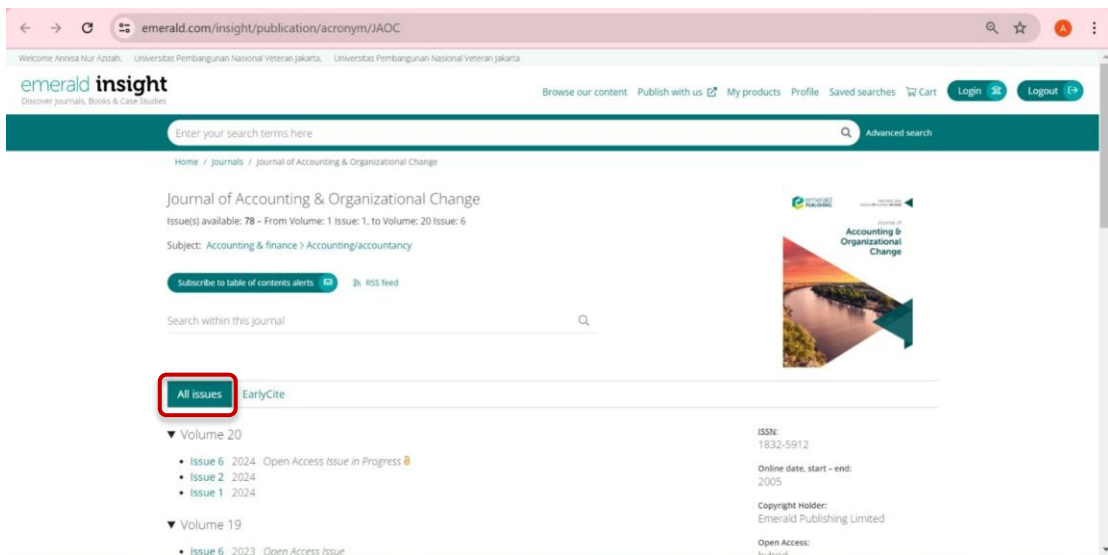 emerald.com/insight/publication/acronym/JAOC
A
Welcome Annisa Nur Azizah, Universitas Pembangunan Nasional Veteran Jakarta, Universitas Pembangunan Nasional Veteran Jakarta
emerald insight
Discover Journals, Books & Case Studies
Browse our content Publish with us My products Profile Saved searches Cart Login Logout
Enter your search terms here
Advanced search
Home / Journals / Journal of Accounting & Organizational Change
Journal of Accounting & Organizational Change
Issue(s) available: 78 – From Volume: 1 Issue: 1, to Volume: 20 Issue: 6
Subject: Accounting & finance > Accounting/accountancy
Subscribe to table of contents alerts RSS feed
Search within this journal
emerald
PUBLISHING
Journal of
Accounting &
Organizational
Change
All issues EarlyCite
▼ Volume 20
• Issue 6 2024 Open Access Issue in Progress
• Issue 2 2024
• Issue 1 2024
▼ Volume 19
• Issue 6 2023 Open Access Issue
ISSN:
1832-5912
Online date, start – end:
2005
Copyright Holder:
Emerald Publishing Limited
Open Access:
hybrid